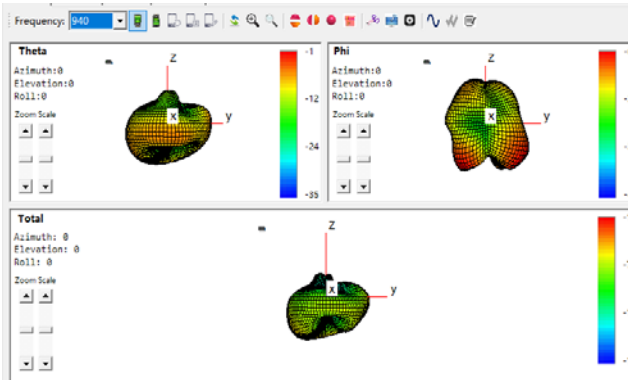 Frequency: 940
Theta
Azimuth:0
Elevation:0
Roll:0
Zoom Scale
Z
y
x
-1
-12
-24
-35
Phi
Azimuth:0
Elevation:0
Roll:0
Zoom Scale
Z
y
x
Total
Azimuth: 0
Elevation: 0
Roll: 0
Zoom Scale
Z
y
x